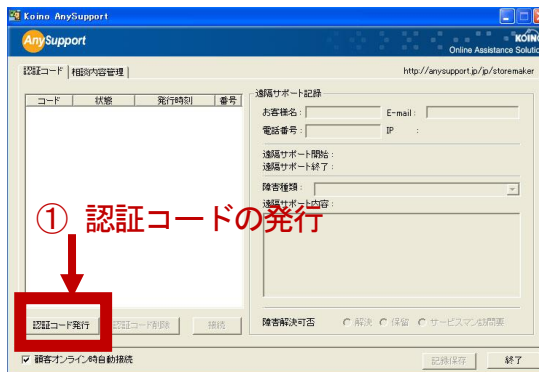 Koino AnySupport
AnySupport
KOINO
Online Assistance Solutio
認証コード
相談内容管理
http://anysupport.jp/jp/storemaker
コード 状態 発行時刻 番号
遠隔サポート記録
お客様名 : E-mail :
電話番号 : IP :
遠隔サポート開始 :
遠隔サポート終了 :
障害種類 :
遠隔サポート内容 :
① 認証コードの発行
認証コード発行 認証コード削除 接続
障害解決可否 解決 保留 サービスマン訪問要
顧客オンライン時自動接続
記録保存 終了